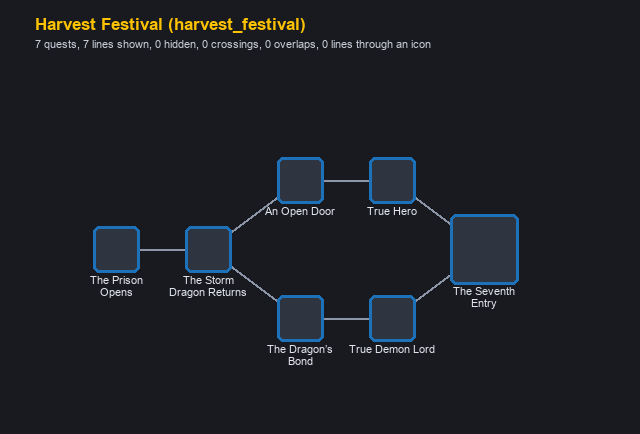 Harvest Festival (harvest_festival)
7 quests, 7 lines shown, 0 hidden, 0 crossings, 0 overlaps, 0 lines through an icon
An Open Door
True Hero
The Prison
Opens
The Storm
Dragon Returns
The Seventh
Entry
The Dragon's
Bond
True Demon Lord